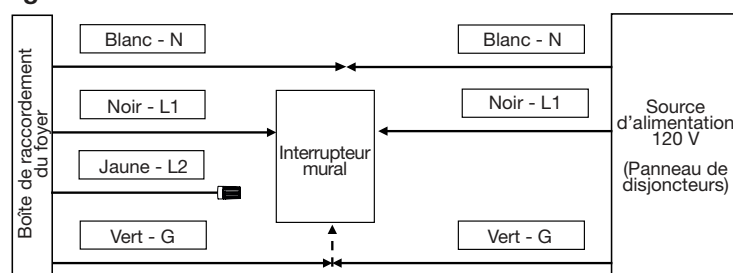 Blanc - N
Blanc - N
Boîte de raccordement
du foyer
Noir - L1
Noir - L1
Interrupteur
mural
Source
d'alimentation
120 V
(Panneau de
disjoncteurs)
Jaune - L2
Vert - G
Vert - G